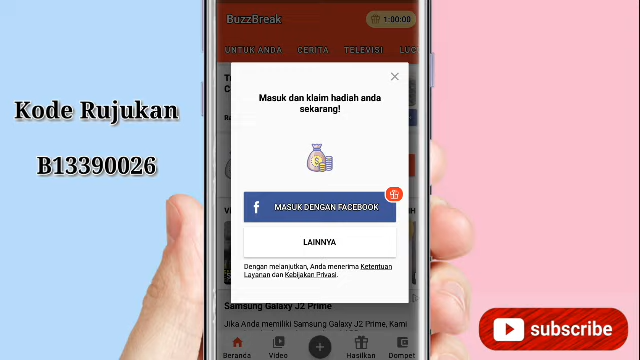 BuzzBreak
1:00:00
UNTUK ANDA
CERITA
TELEVISI
LUC
Masuk dan klaim hadiah anda
sekarang!
MASUK DENGAN FACEBOOK
LAINNYA
Dengan melanjutkan, Anda menerima Ketentuan
Layanan dan Kebijakan Privasi.
Samsung Galaxy J2 Prime
Jika Anda memiliki Samsung Galaxy J2 Prime, Kami
Beranda
Video
Hasilkan
Dompet
Kode Rujukan
B13390026
subscribe